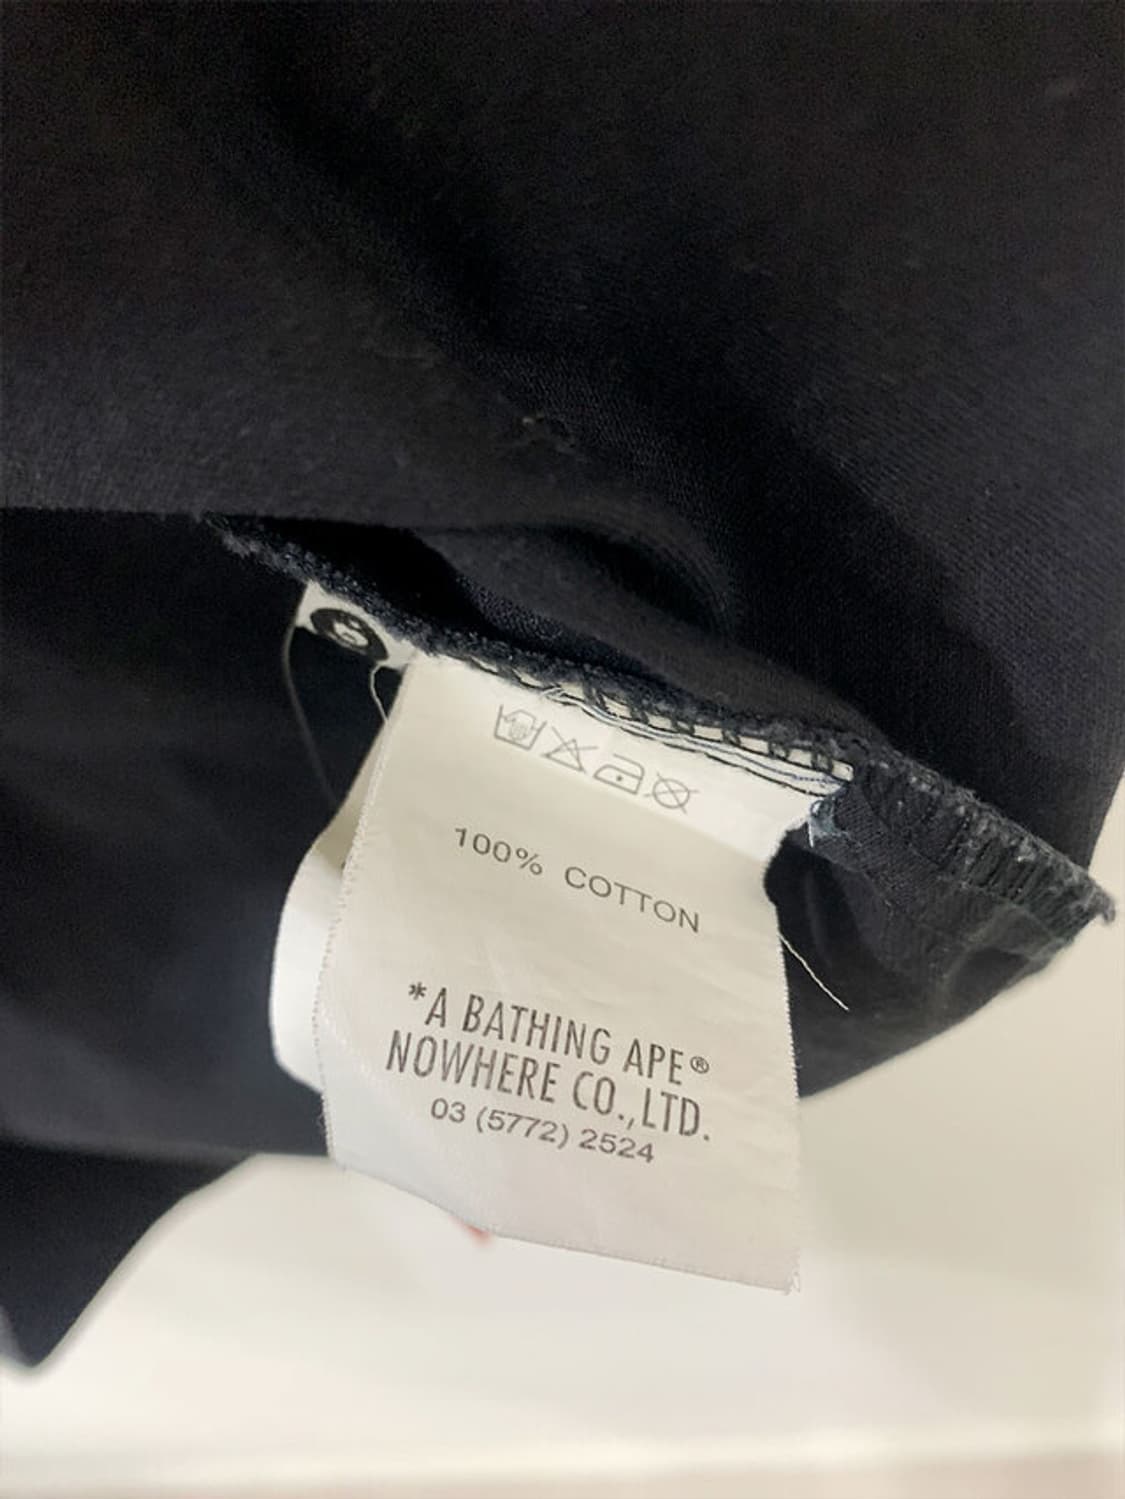 100% COTTON
*A BATHING APE®
NOWHERE CO.,LTD.
03 (5772) 2524